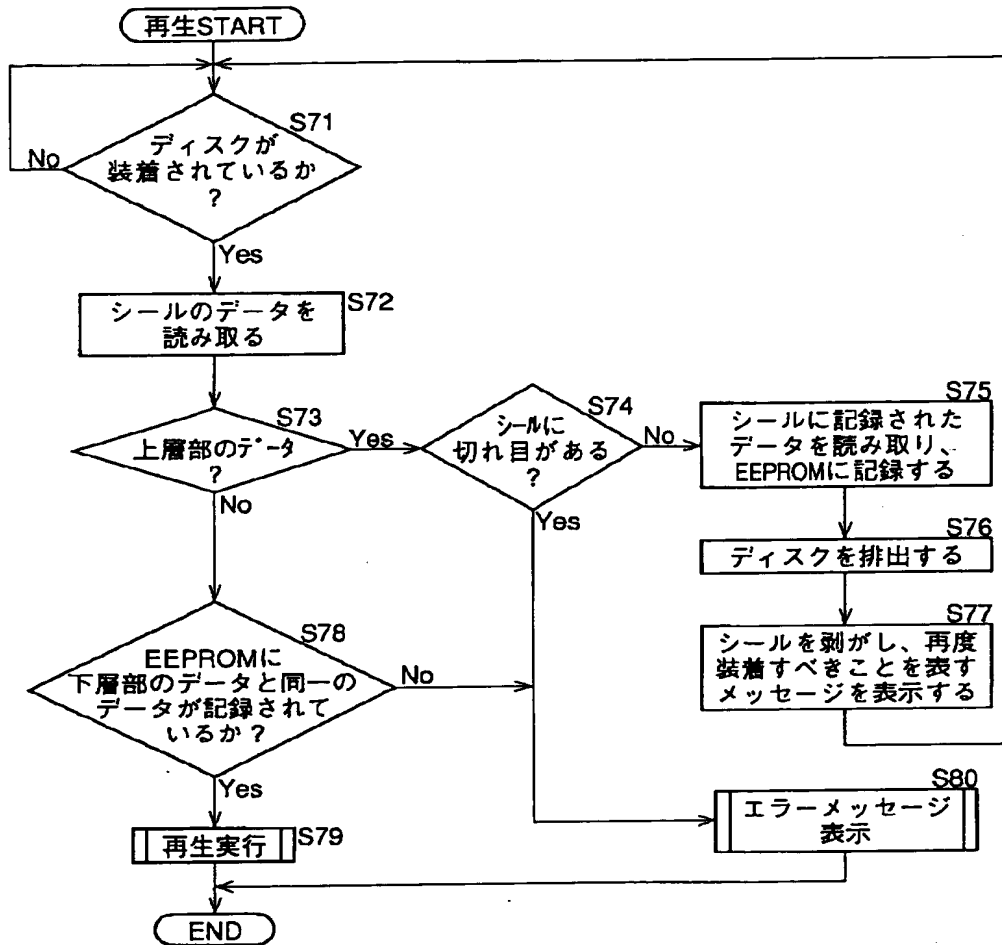 再生START
S71
ディスクが
装着されているか
?
No
Yes
S72
シールのデータを
読み取る
S73
上層部のデータ
?
Yes
No
S74
シールに
切れ目がある
?
No
Yes
S75
シールに記録された
データを読み取り、
EEPROMに記録する
S76
ディスクを排出する
S77
シールを剥がし、再度
装着すべきことを表す
メッセージを表示する
S78
EEPROMに
下層部のデータと同一の
データが記録されて
いるか?
No
Yes
S79
再生実行
S80
エラーメッセージ
表示
END